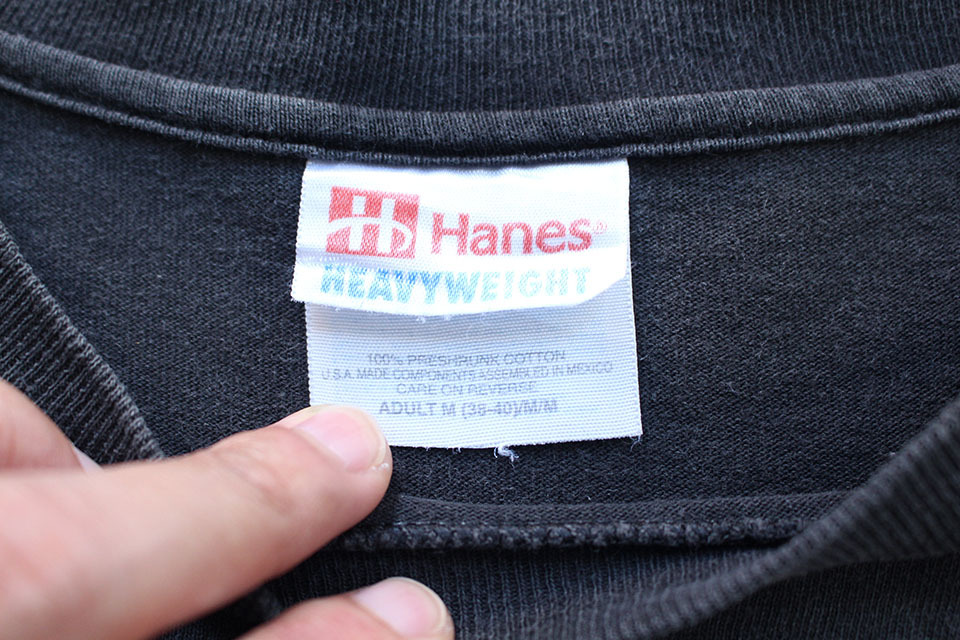 H Hanes®
HEAVYWEIGHT
100% PRESHRUNK COTTON
U.S.A. MADE COMPONENTS ASSEMBLED IN MEXICO
CARE ON REVERSE
ADULT M (38-40)/M/M